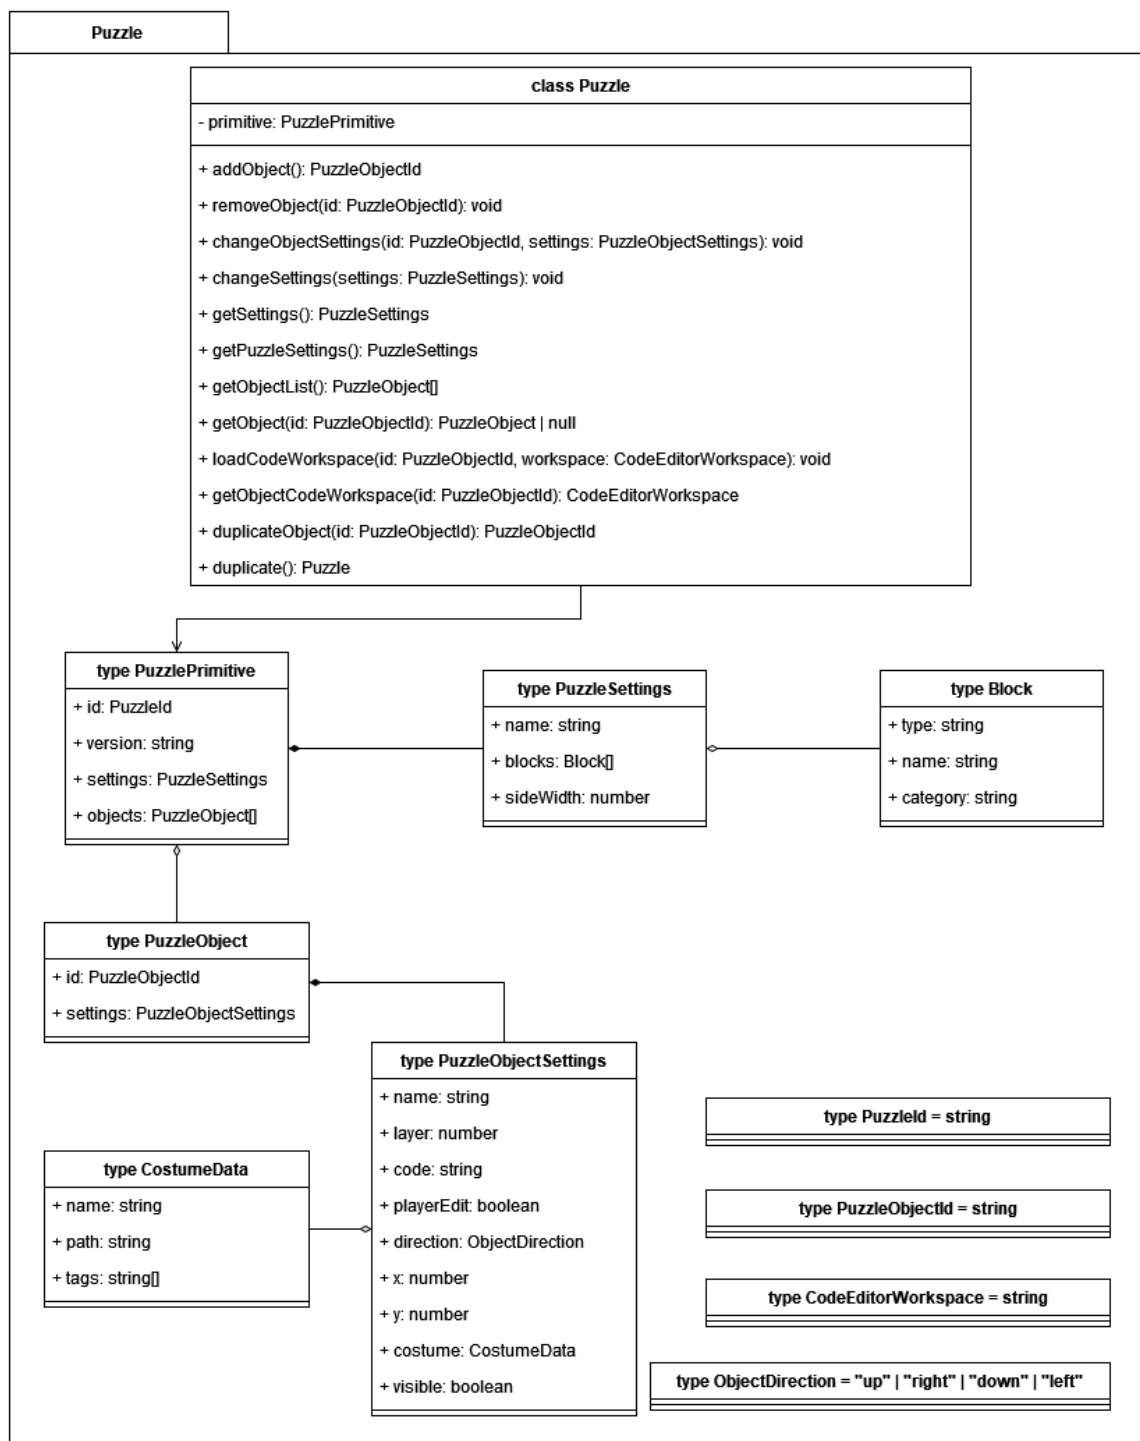 Puzzle
class Puzzle
- primitive: PuzzlePrimitive
+ addObject(): PuzzleObjectId
+ removeObject(id: PuzzleObjectId): void
+ changeObjectSettings(id: PuzzleObjectId, settings: PuzzleObjectSettings): void
+ changeSettings(settings: PuzzleSettings): void
+ getSettings(): PuzzleSettings
+ getPuzzleSettings(): PuzzleSettings
+ getObjectList(): PuzzleObject[]
+ getObject(id: PuzzleObjectId): PuzzleObject | null
+ loadCodeWorkspace(id: PuzzleObjectId, workspace: CodeEditorWorkspace): void
+ getObjectCodeWorkspace(id: PuzzleObjectId): CodeEditorWorkspace
+ duplicateObject(id: PuzzleObjectId): PuzzleObjectId
+ duplicate(): Puzzle
type PuzzlePrimitive
+ id: PuzzleId
+ version: string
+ settings: PuzzleSettings
+ objects: PuzzleObject[]
type PuzzleSettings
+ name: string
+ blocks: Block[]
+ sideWidth: number
type Block
+ type: string
+ name: string
+ category: string
type PuzzleObject
+ id: PuzzleObjectId
+ settings: PuzzleObjectSettings
type PuzzleObjectSettings
+ name: string
+ layer: number
+ code: string
+ playerEdit: boolean
+ direction: ObjectDirection
+ x: number
+ y: number
+ costume: CostumeData
+ visible: boolean
type CostumeData
+ name: string
+ path: string
+ tags: string[]
type PuzzleId = string
type PuzzleObjectId = string
type CodeEditorWorkspace = string
type ObjectDirection = "up" | "right" | "down" | "left"